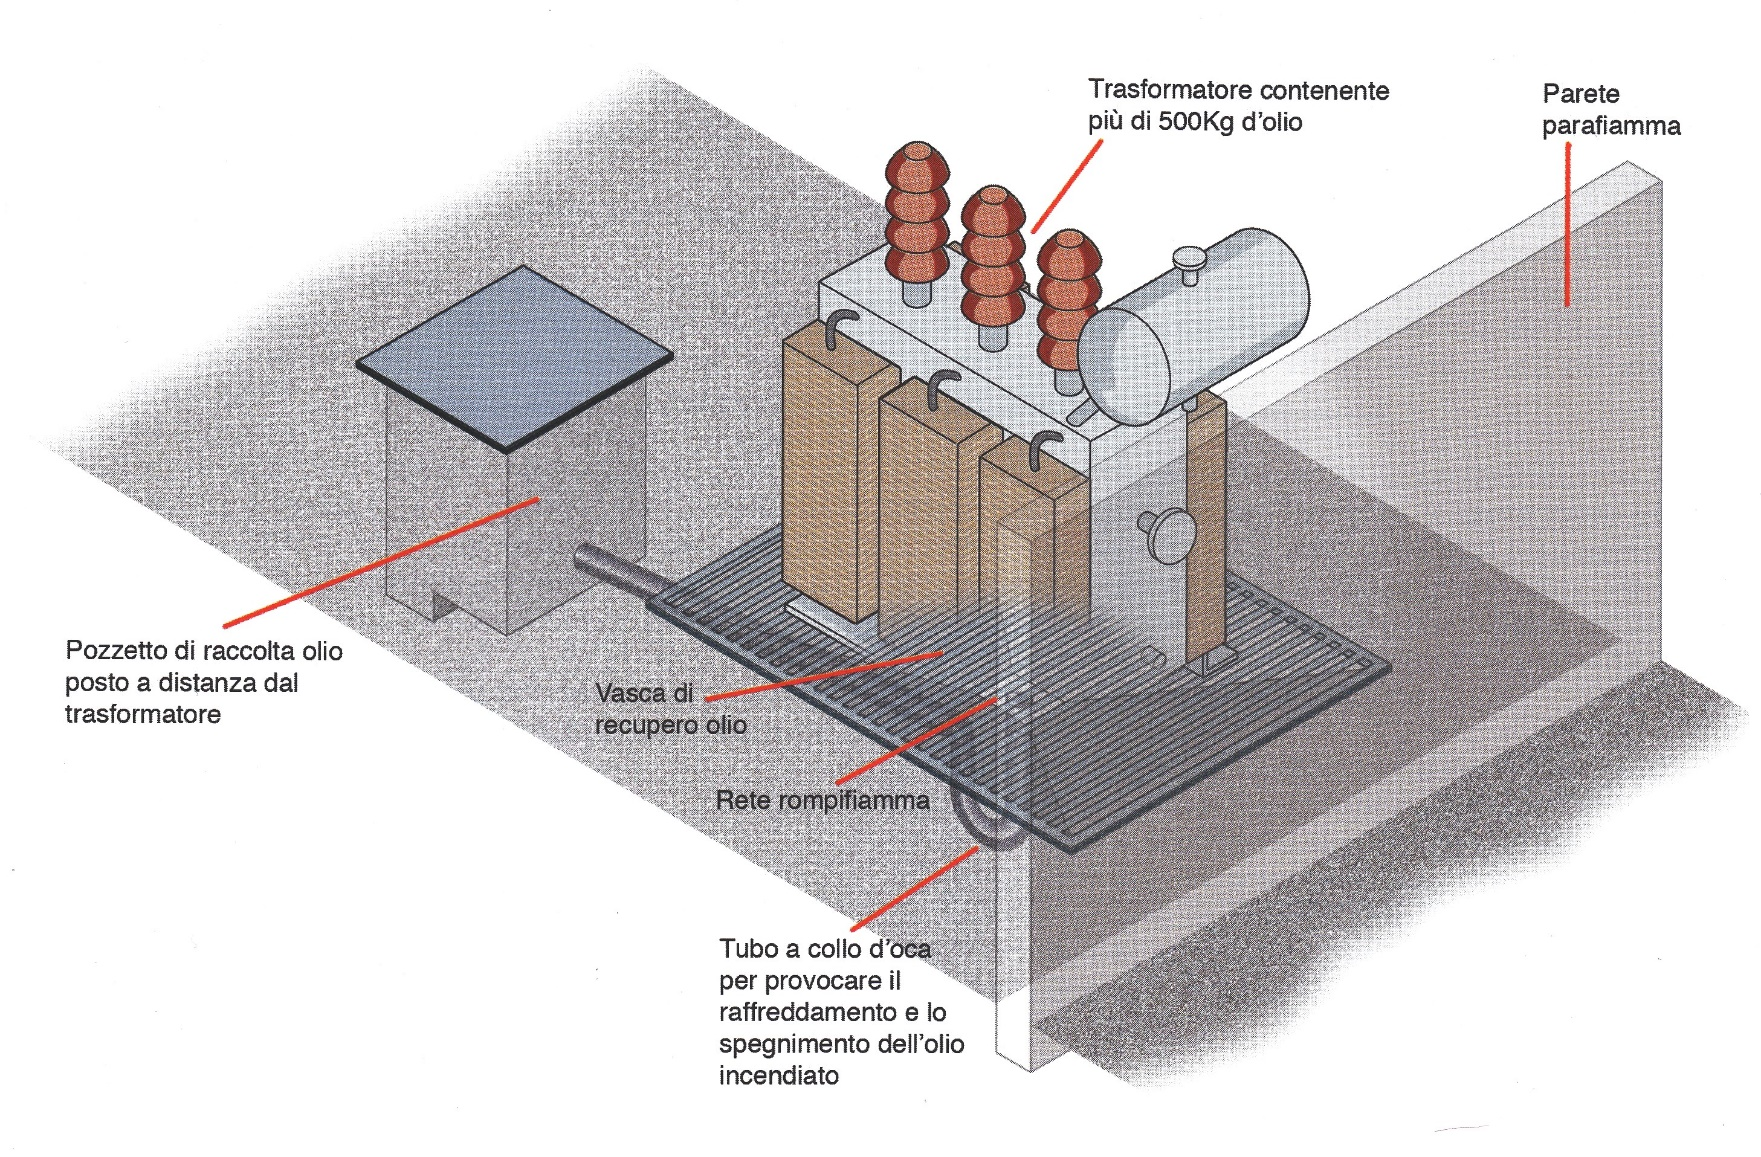 Trasformatore contenente
più di 500Kg d'olio
Parete
parafiamma
Pozzetto di raccolta olio
posto a distanza dal
trasformatore
Vasca di
recupero olio
Rete rompifiamma
Tubo a collo d'oca
per provocare il
raffreddamento e lo
spegnimento dell'olio
incendiato